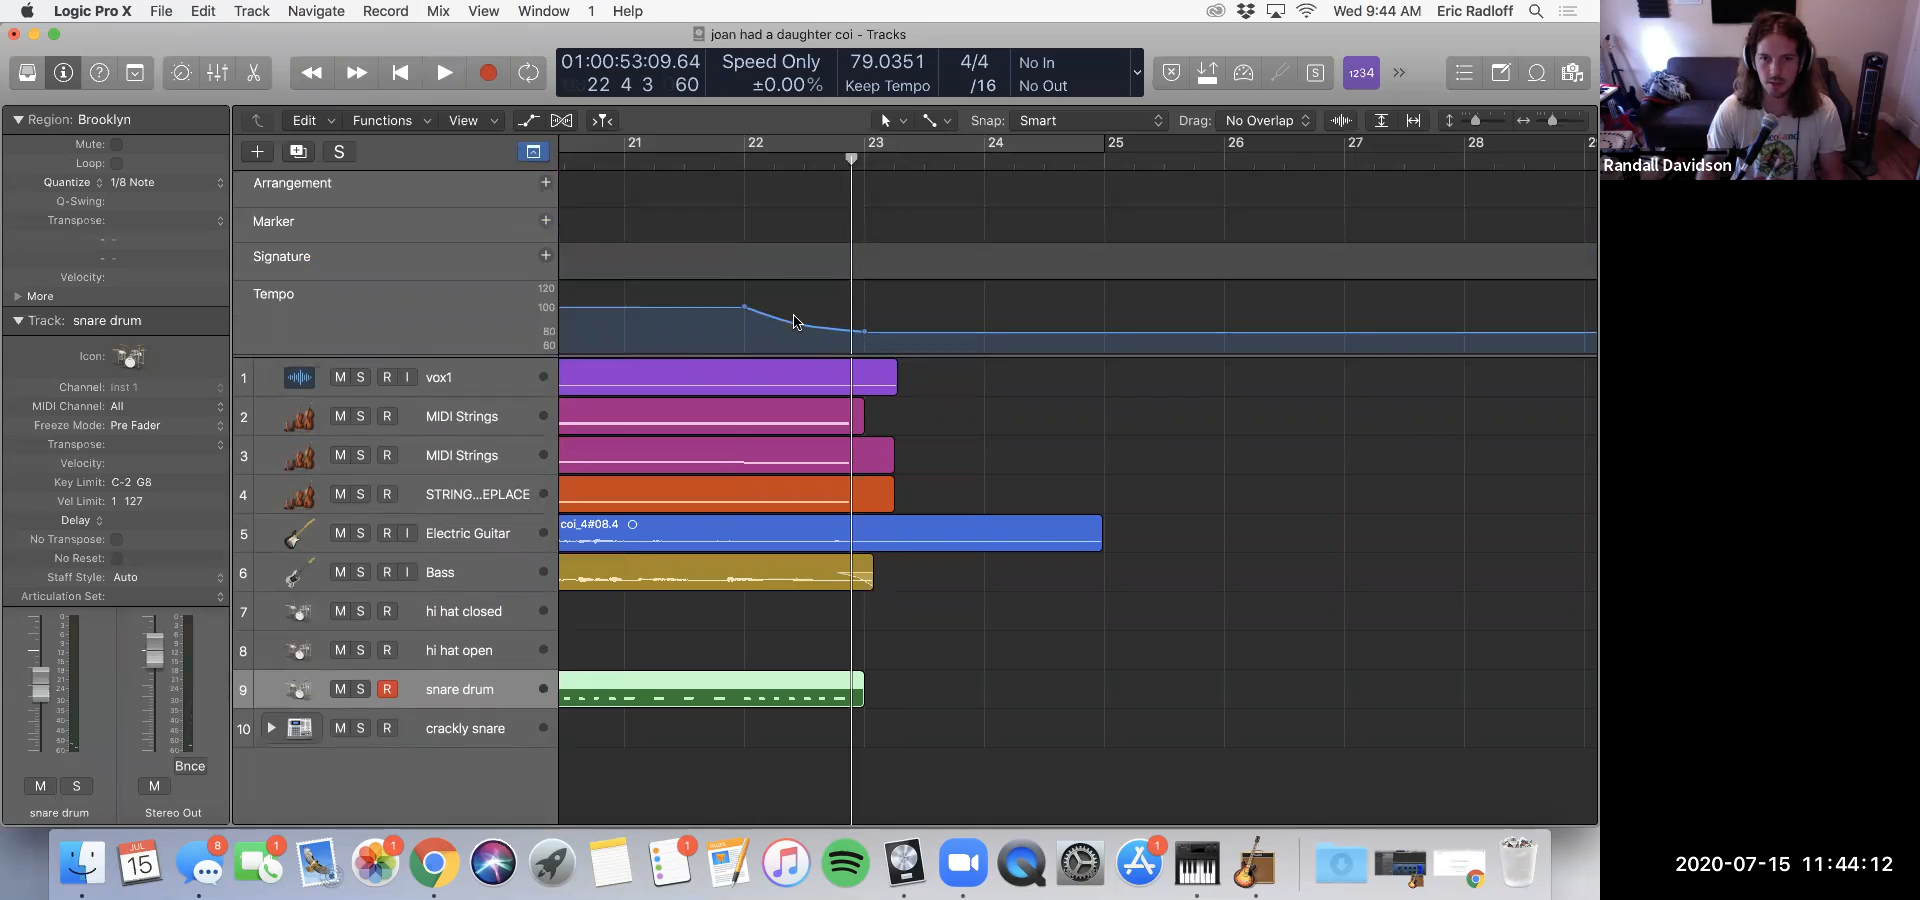 Logic Pro X File Edit Track Navigate Record Mix View Window 1 Help
Wed 9:44 AM Eric Radloff
joan had a daughter coi - Tracks
01:00:53:09.64
22 4 3 60
Speed Only
±0.00%
79.0351
Keep Tempo
4/4
/16
No In
No Out
1234
Region: Brooklyn
Mute:
Loop:
Quantize 1/8 Note
Q-Swing:
Transpose:
- -
- -
Velocity:
More
Track: snare drum
Icon:
Channel: Inst 1
MIDI Channel: All
Freeze Mode: Pre Fader
Transpose:
Velocity:
Key Limit: C-2 G8
Vel Limit: 1 127
Delay
No Transpose:
No Reset:
Staff Style: Auto
Articulation Set:
Bnce
M S
M
snare drum
Stereo Out
Edit Functions View
Snap: Smart
Drag: No Overlap
S
21 22 23 24 25 26 27 28
Arrangement
Marker
Signature
Tempo
120
100
80
60
1 M S R I vox1
2 M S R MIDI Strings
3 M S R MIDI Strings
4 M S R STRING...EPLACE
5 M S R I Electric Guitar
coi_4#08.4
6 M S R I Bass
7 M S R hi hat closed
8 M S R hi hat open
9 M S R snare drum
10 M S R crackly snare
Randall Davidson
JUL
15
8
1
1
1
1
2020-07-15 11:44:12